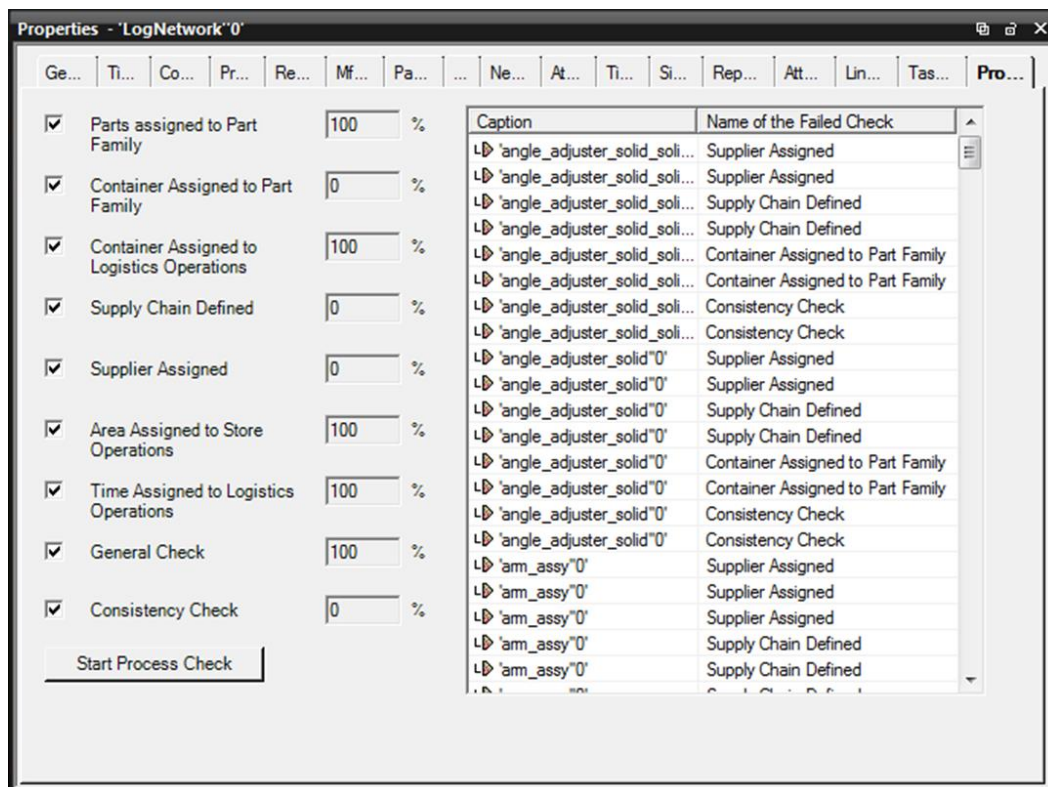 Properties - 'LogNetwork''0'
Ge... Ti... Co... Pr... Re... Mf... Pa... ... Ne... At... Ti... Si... Rep... Att... Lin... Tas... Pro...
Parts assigned to Part
Family
100 %
Container Assigned to Part
Family
0 %
Container Assigned to
Logistics Operations
100 %
Supply Chain Defined
0 %
Supplier Assigned
0 %
Area Assigned to Store
Operations
100 %
Time Assigned to Logistics
Operations
100 %
General Check
100 %
Consistency Check
0 %
Start Process Check
Caption Name of the Failed Check
'angle_adjuster_solid_soli... Supplier Assigned
'angle_adjuster_solid_soli... Supplier Assigned
'angle_adjuster_solid_soli... Supply Chain Defined
'angle_adjuster_solid_soli... Supply Chain Defined
'angle_adjuster_solid_soli... Container Assigned to Part Family
'angle_adjuster_solid_soli... Container Assigned to Part Family
'angle_adjuster_solid_soli... Consistency Check
'angle_adjuster_solid_soli... Consistency Check
'angle_adjuster_solid''0' Supplier Assigned
'angle_adjuster_solid''0' Supplier Assigned
'angle_adjuster_solid''0' Supply Chain Defined
'angle_adjuster_solid''0' Supply Chain Defined
'angle_adjuster_solid''0' Container Assigned to Part Family
'angle_adjuster_solid''0' Container Assigned to Part Family
'angle_adjuster_solid''0' Consistency Check
'angle_adjuster_solid''0' Consistency Check
'arm_assy''0' Supplier Assigned
'arm_assy''0' Supplier Assigned
'arm_assy''0' Supplier Assigned
'arm_assy''0' Supply Chain Defined
'arm_assy''0' Supply Chain Defined